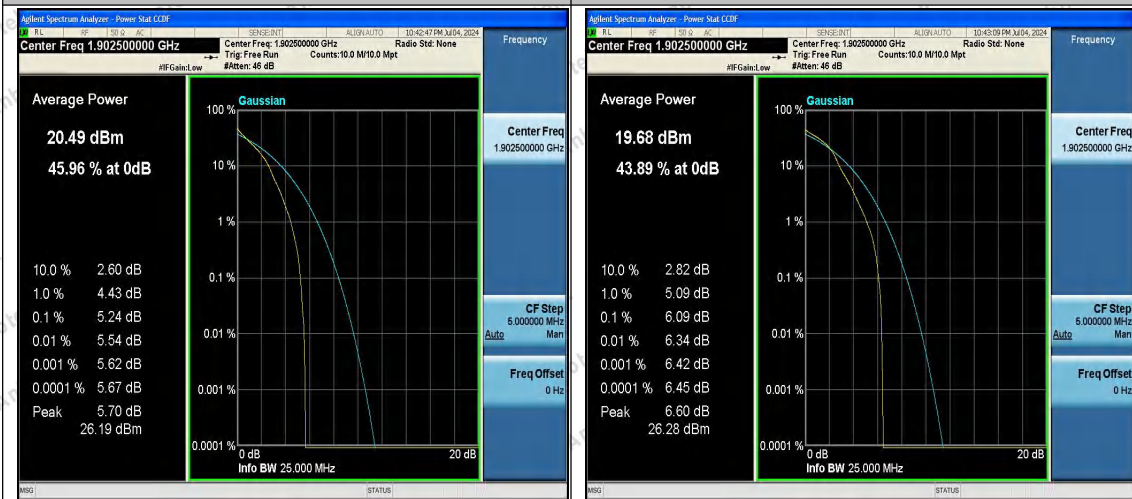 Agilent Spectrum Analyzer - Power Stat CCDF
RL RF 50 Ω AC SENSE:INT ALIGN AUTO 10:42:47 PM Jul 04, 2024
Center Freq 1.902500000 GHz
Center Freq: 1.902500000 GHz Radio Std: None
Trig: Free Run Counts:10.0 M/10.0 Mpt
#IFGain:Low #Atten: 46 dB
Frequency
Average Power
20.49 dBm
45.96 % at 0dB
10.0 % 2.60 dB
1.0 % 4.43 dB
0.1 % 5.24 dB
0.01 % 5.54 dB
0.001 % 5.62 dB
0.0001 % 5.67 dB
Peak 5.70 dB
26.19 dBm
Gaussian
100 %
10 %
1 %
0.1 %
0.01 %
0.001 %
0.0001 %
0 dB 20 dB
Info BW 25.000 MHz
Center Freq
1.902500000 GHz
CF Step
5.000000 MHz
Auto Man
Freq Offset
0 Hz
MSG STATUS
Agilent Spectrum Analyzer - Power Stat CCDF
RL RF 50 Ω AC SENSE:INT ALIGN AUTO 10:43:09 PM Jul 04, 2024
Center Freq 1.902500000 GHz
Center Freq: 1.902500000 GHz Radio Std: None
Trig: Free Run Counts:10.0 M/10.0 Mpt
#IFGain:Low #Atten: 46 dB
Frequency
Average Power
19.68 dBm
43.89 % at 0dB
10.0 % 2.82 dB
1.0 % 5.09 dB
0.1 % 6.09 dB
0.01 % 6.34 dB
0.001 % 6.42 dB
0.0001 % 6.45 dB
Peak 6.60 dB
26.28 dBm
Gaussian
100 %
10 %
1 %
0.1 %
0.01 %
0.001 %
0.0001 %
0 dB 20 dB
Info BW 25.000 MHz
Center Freq
1.902500000 GHz
CF Step
5.000000 MHz
Auto Man
Freq Offset
0 Hz
MSG STATUS